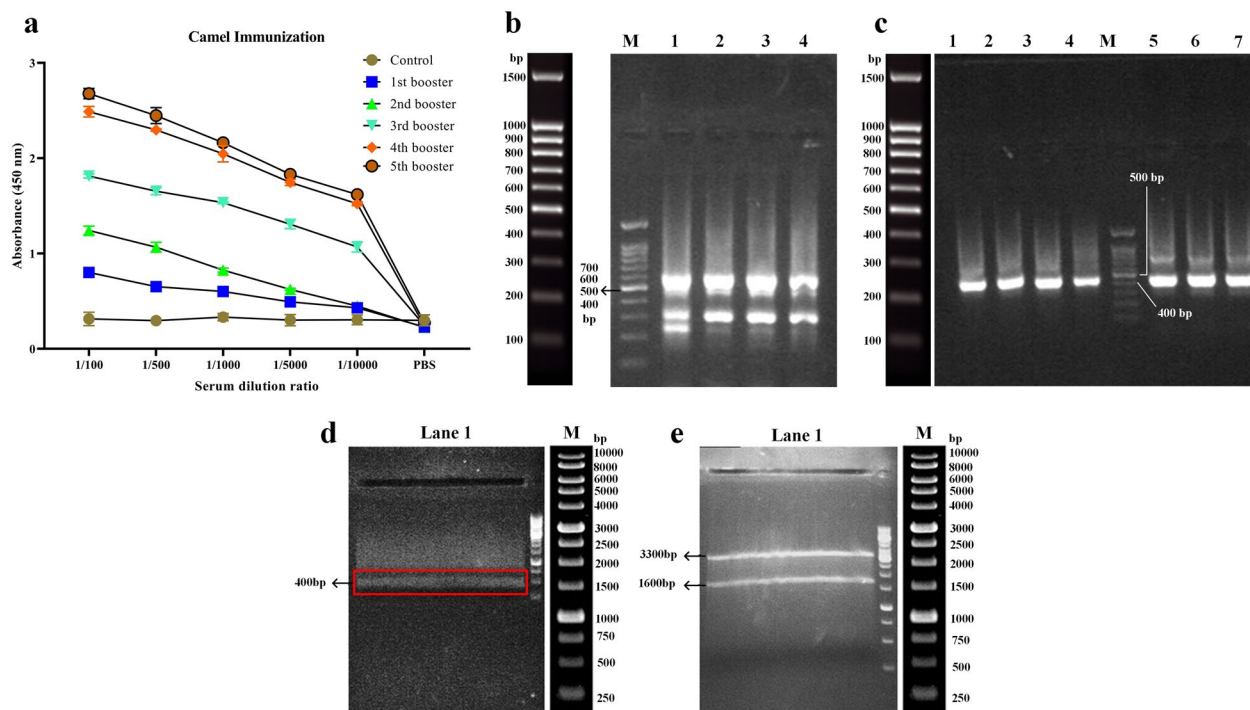 a
Camel Immunization
Control
1st booster
2nd booster
3rd booster
4th booster
5th booster
Absorbance (450 nm)
3
2
1
0
1/100 1/500 1/1000 1/5000 1/10000 PBS
Serum dilution ratio
b
M 1 2 3 4
bp
1500
1000
900
800
700
600
500
400
300
200
100
700
600
500
400
bp
c
1 2 3 4 M 5 6 7
bp
1500
1000
900
800
700
600
500
400
300
200
100
500 bp
400 bp
d
Lane 1 M
bp
10000
8000
6000
5000
4000
3000
2500
2000
1500
1000
750
500
250
400bp
e
Lane 1 M
bp
10000
8000
6000
5000
4000
3000
2500
2000
1500
1000
750
500
250
3300bp
1600bp